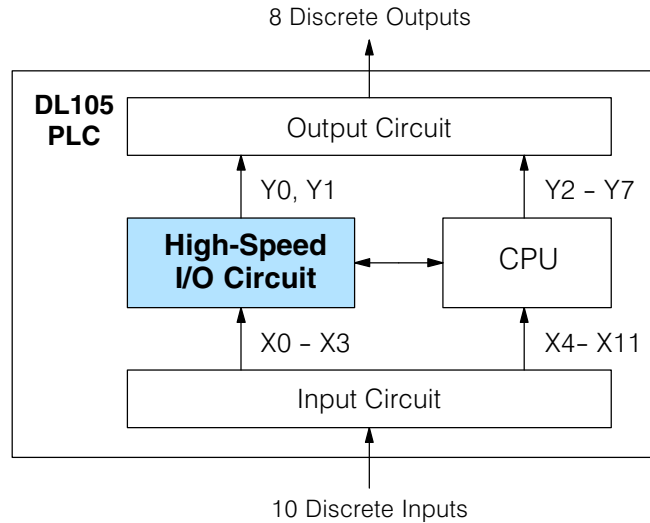 8 Discrete Outputs
DL105
PLC
Output Circuit
Y0, Y1
Y2 – Y7
High-Speed
I/O Circuit
CPU
X0 – X3
X4– X11
Input Circuit
10 Discrete Inputs